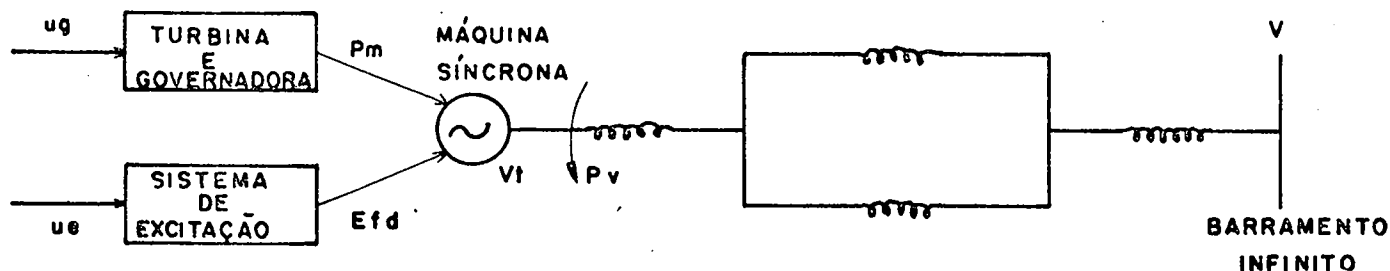 ug
TURBINA
E
GOVERNADORA
Pm
MÁQUINA
SÍNCRONA
Vt
Pv
ue
SISTEMA
DE
EXCITAÇÃO
Efd
V
BARRAMENTO
INFINITO